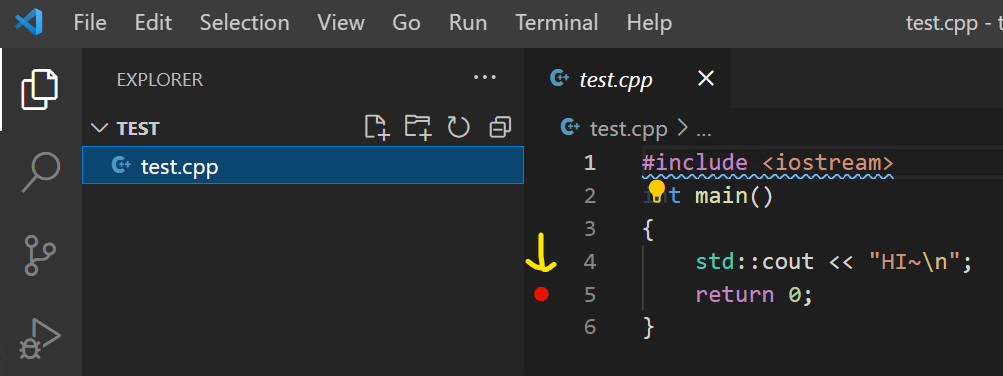 File Edit Selection View Go Run Terminal Help test.cpp - t
EXPLORER ...
TEST
test.cpp
test.cpp
test.cpp > ...
1 #include <iostream>
2 int main()
3 {
4     std::cout << "HI~\n";
5     return 0;
6 }